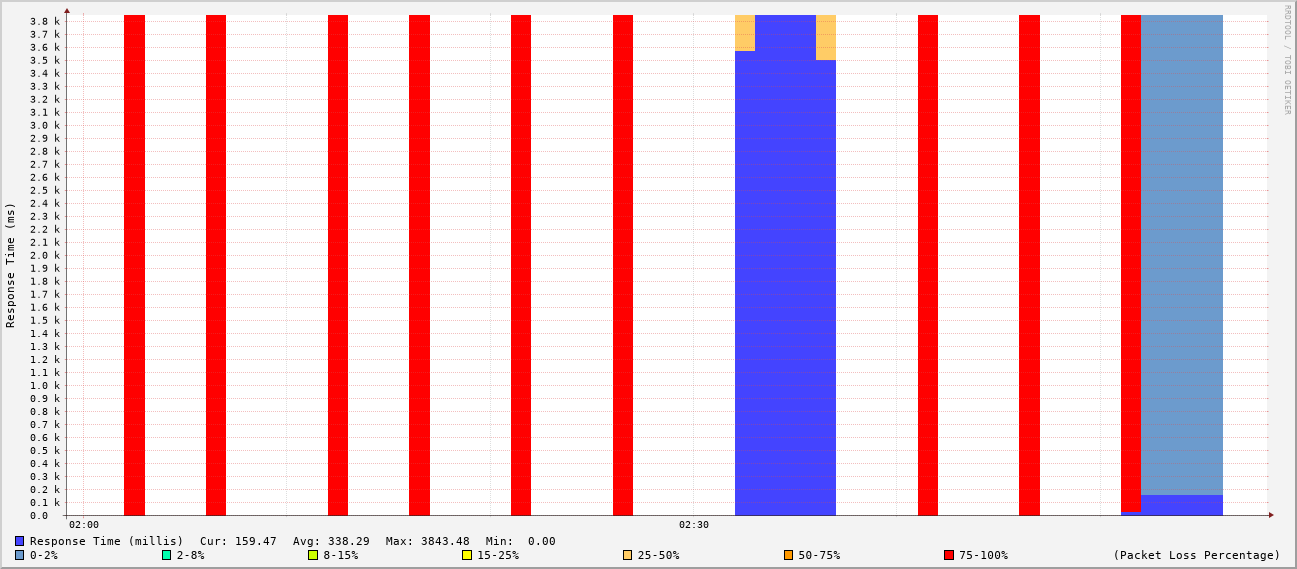 RRDTOOL / TOBI OETIKER
Response Time (ms)
3.8 k
3.7 k
3.6 k
3.5 k
3.4 k
3.3 k
3.2 k
3.1 k
3.0 k
2.9 k
2.8 k
2.7 k
2.6 k
2.5 k
2.4 k
2.3 k
2.2 k
2.1 k
2.0 k
1.9 k
1.8 k
1.7 k
1.6 k
1.5 k
1.4 k
1.3 k
1.2 k
1.1 k
1.0 k
0.9 k
0.8 k
0.7 k
0.6 k
0.5 k
0.4 k
0.3 k
0.2 k
0.1 k
0.0
02:00 02:30
Response Time (millis) Cur: 159.47 Avg: 338.29 Max: 3843.48 Min: 0.00
0-2% 2-8% 8-15% 15-25% 25-50% 50-75% 75-100% (Packet Loss Percentage)